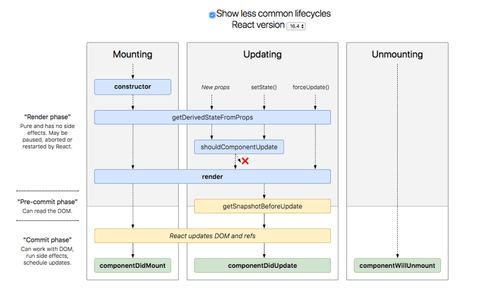 Show less common lifecycles
React version 16.4
Mounting
Updating
Unmounting
constructor
New props
setState()
forceUpdate()
"Render phase"
Pure and has no side
effects. May be
paused, aborted or
restarted by React.
getDerivedStateFromProps
shouldComponentUpdate
render
"Pre-commit phase"
Can read the DOM.
getSnapshotBeforeUpdate
"Commit phase"
Can work with DOM,
run side effects,
schedule updates.
React updates DOM and refs
componentDidMount
componentDidUpdate
componentWillUnmount